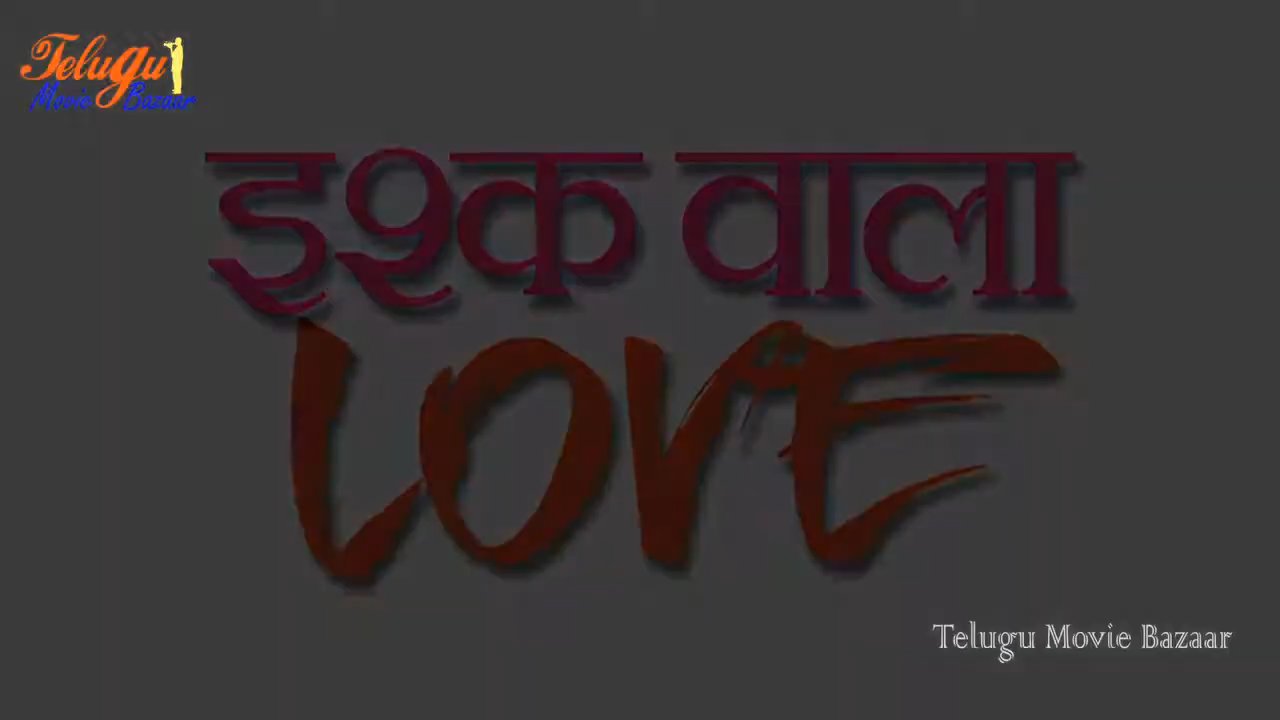 Telugu
Movie Bazaar
इश्क वाला
LOVE
Telugu Movie Bazaar